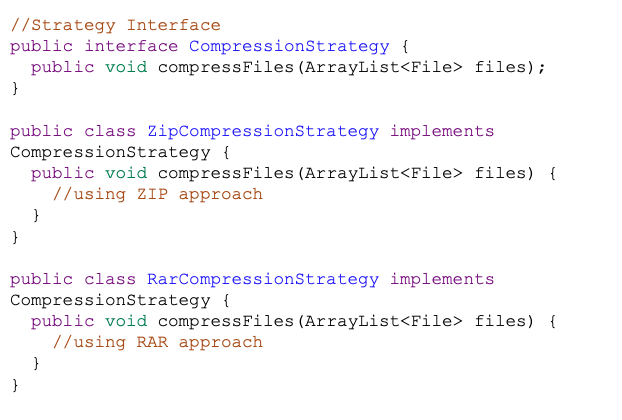 //Strategy Interface
public interface CompressionStrategy {
  public void compressFiles(ArrayList<File> files);
}

public class ZipCompressionStrategy implements
CompressionStrategy {
  public void compressFiles(ArrayList<File> files) {
    //using ZIP approach
  }
}

public class RarCompressionStrategy implements
CompressionStrategy {
  public void compressFiles(ArrayList<File> files) {
    //using RAR approach
  }
}